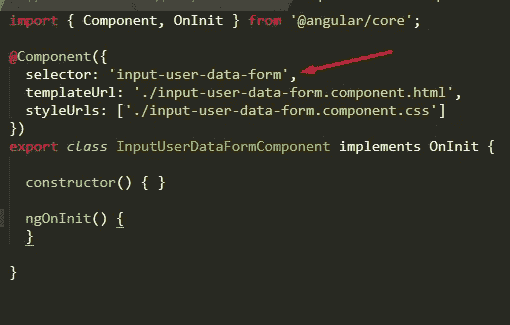 import { Component, OnInit } from '@angular/core';
@Component({
  selector: 'input-user-data-form',
  templateUrl: './input-user-data-form.component.html',
  styleUrls: ['./input-user-data-form.component.css']
})
export class InputUserDataFormComponent implements OnInit {
  constructor() { }
  ngOnInit() {
  }
}